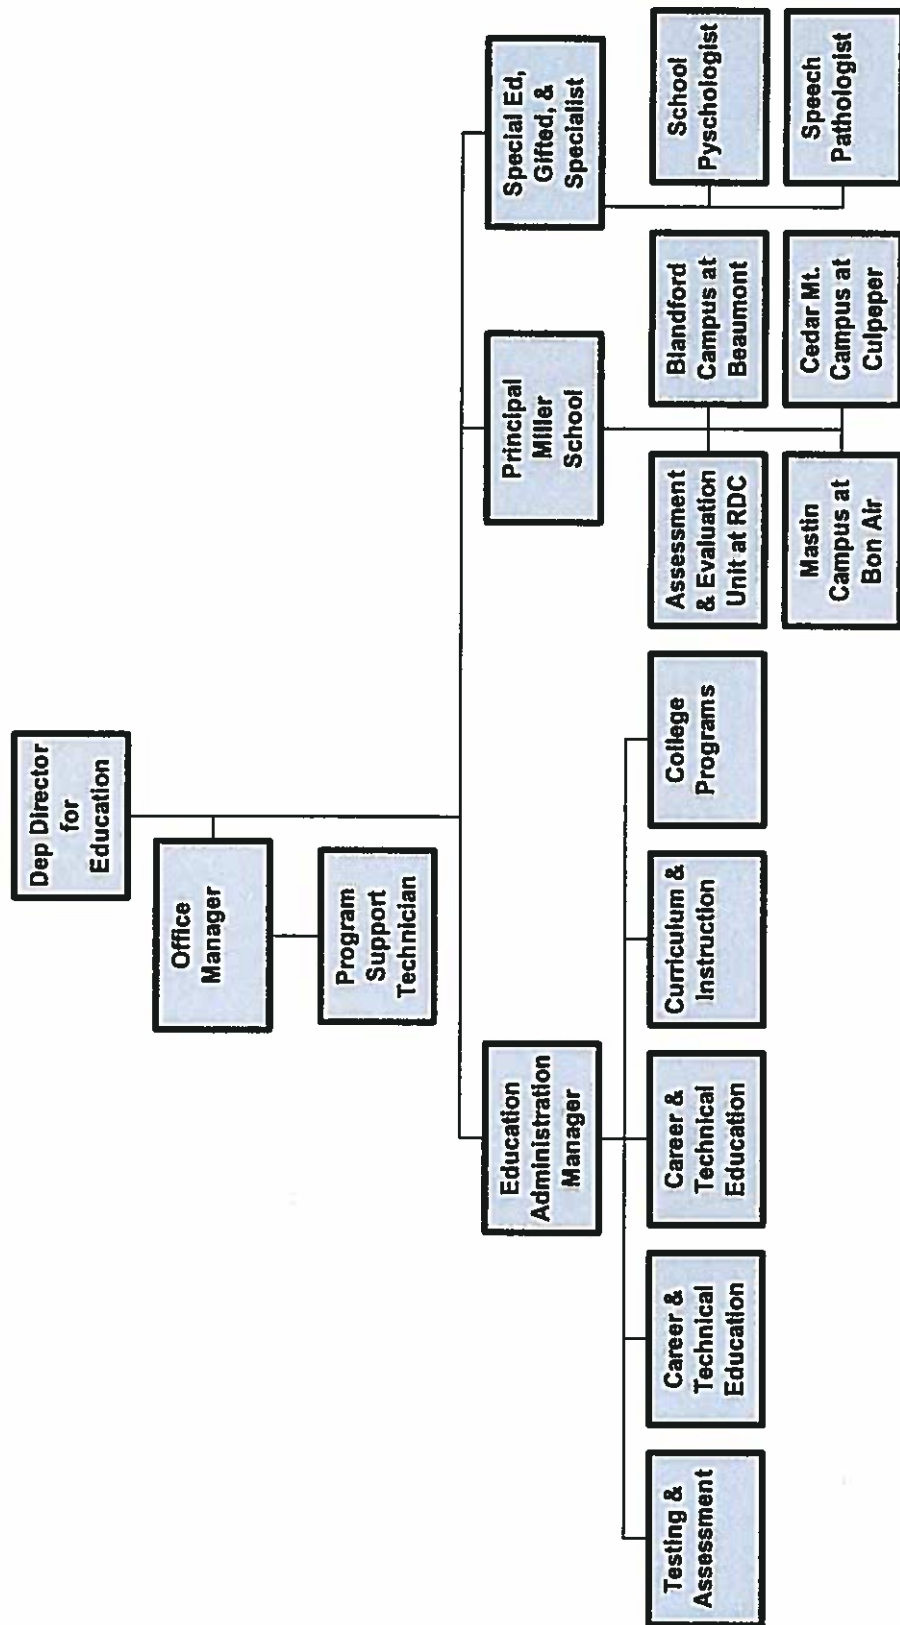 Dep Director
for
Education
Office
Manager
Program
Support
Technician
Education
Administration
Manager
Principal
Miller
School
Special Ed,
Gifted, &
Specialist
Testing &
Assessment
Career &
Technical
Education
Career &
Technical
Education
Curriculum &
Instruction
College
Programs
Assessment
& Evaluation
Unit at RDC
Blandford
Campus at
Beaumont
Mastin
Campus at
Bon Air
Cedar Mt.
Campus at
Culpeper
School
Pyschologist
Speech
Pathologist